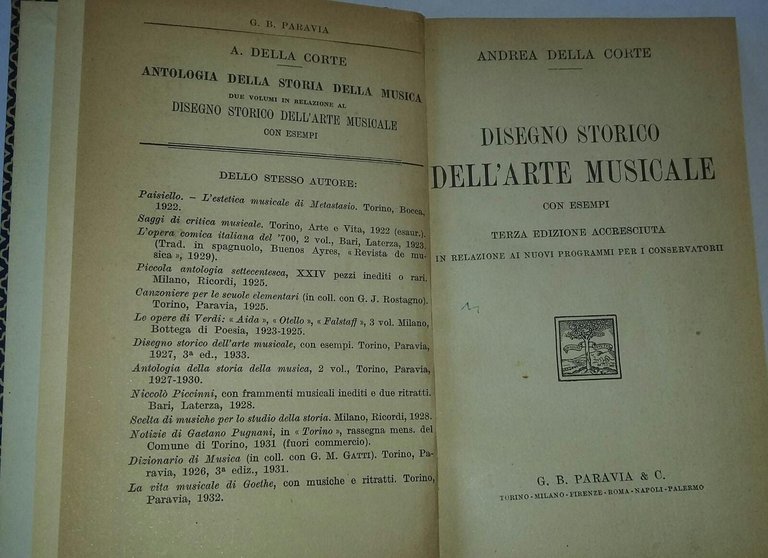 G. B. PARAVIA
A. DELLA CORTE
ANTOLOGIA DELLA STORIA DELLA MUSICA
DUE VOLUMI IN RELAZIONE AL
DISEGNO STORICO DELL'ARTE MUSICALE
CON ESEMPI
DELLO STESSO AUTORE:
Paisiello. – L'estetica musicale di Metastasio. Torino, Bocca,
1922.
Saggi di critica musicale. Torino, Arte e Vita, 1922 (esaur.).
L'opera comica italiana del '700, 2 vol., Bari, Laterza, 1923.
(Trad. in spagnuolo, Buenos Ayres, « Revista de mu-
sica », 1929).
Piccola antologia settecentesca, XXIV pezzi inediti o rari.
Milano, Ricordi, 1925.
Canzoniere per le scuole elementari (in coll. con G. J. Rostagno).
Torino, Paravia, 1925.
Le opere di Verdi: « Aida », « Otello », « Falstaff », 3 vol. Milano,
Bottega di Poesia, 1923-1925.
Disegno storico dell'arte musicale, con esempi. Torino, Paravia,
1927, 3ª ed., 1933.
Antologia della storia della musica, 2 vol., Torino, Paravia,
1927-1930.
Niccolò Piccinni, con frammenti musicali inediti e due ritratti.
Bari, Laterza, 1928.
Scelta di musiche per lo studio della storia. Milano, Ricordi, 1928.
Notizie di Gaetano Pugnani, in « Torino », rassegna mens. del
Comune di Torino, 1931 (fuori commercio).
Dizionario di Musica (in coll. con G. M. GATTI). Torino, Pa-
ravia, 1926, 3ª ediz., 1931.
La vita musicale di Goethe, con musiche e ritratti. Torino,
Paravia, 1932.
ANDREA DELLA CORTE
DISEGNO STORICO
DELL'ARTE MUSICALE
CON ESEMPI
TERZA EDIZIONE ACCRESCIUTA
IN RELAZIONE AI NUOVI PROGRAMMI PER I CONSERVATORII
G. B. PARAVIA & C.
TORINO-MILANO-FIRENZE-ROMA-NAPOLI-PALERMO